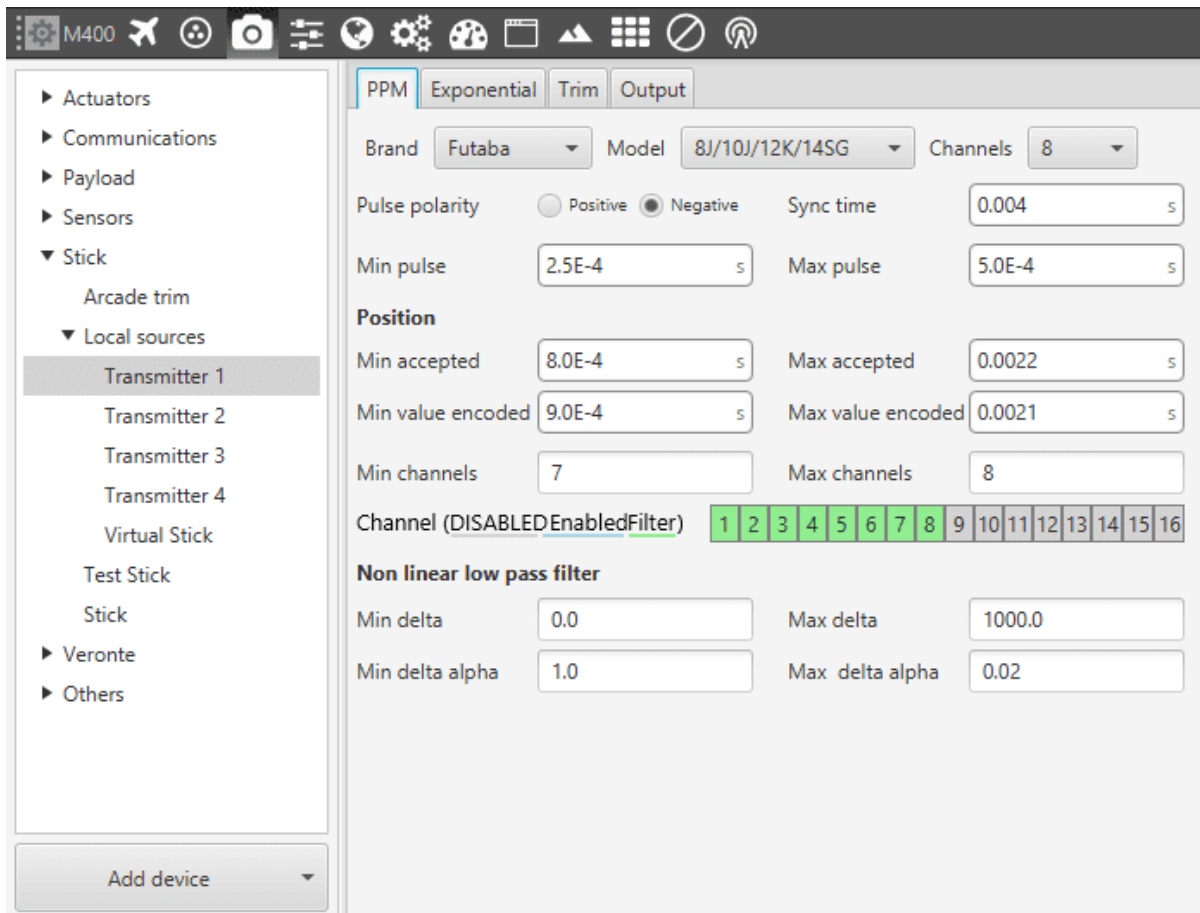 M400
Actuators
Communications
Payload
Sensors
Stick
Arcade trim
Local sources
Transmitter 1
Transmitter 2
Transmitter 3
Transmitter 4
Virtual Stick
Test Stick
Stick
Veronte
Others
Add device
PPM Exponential Trim Output
Brand Futaba Model 8J/10J/12K/14SG Channels 8
Pulse polarity Positive Negative Sync time 0.004 s
Min pulse 2.5E-4 s Max pulse 5.0E-4 s
Position
Min accepted 8.0E-4 s Max accepted 0.0022 s
Min value encoded 9.0E-4 s Max value encoded 0.0021 s
Min channels 7 Max channels 8
Channel (DISABLEDEnabledFilter) 1 2 3 4 5 6 7 8 9 10 11 12 13 14 15 16
Non linear low pass filter
Min delta 0.0 Max delta 1000.0
Min delta alpha 1.0 Max delta alpha 0.02